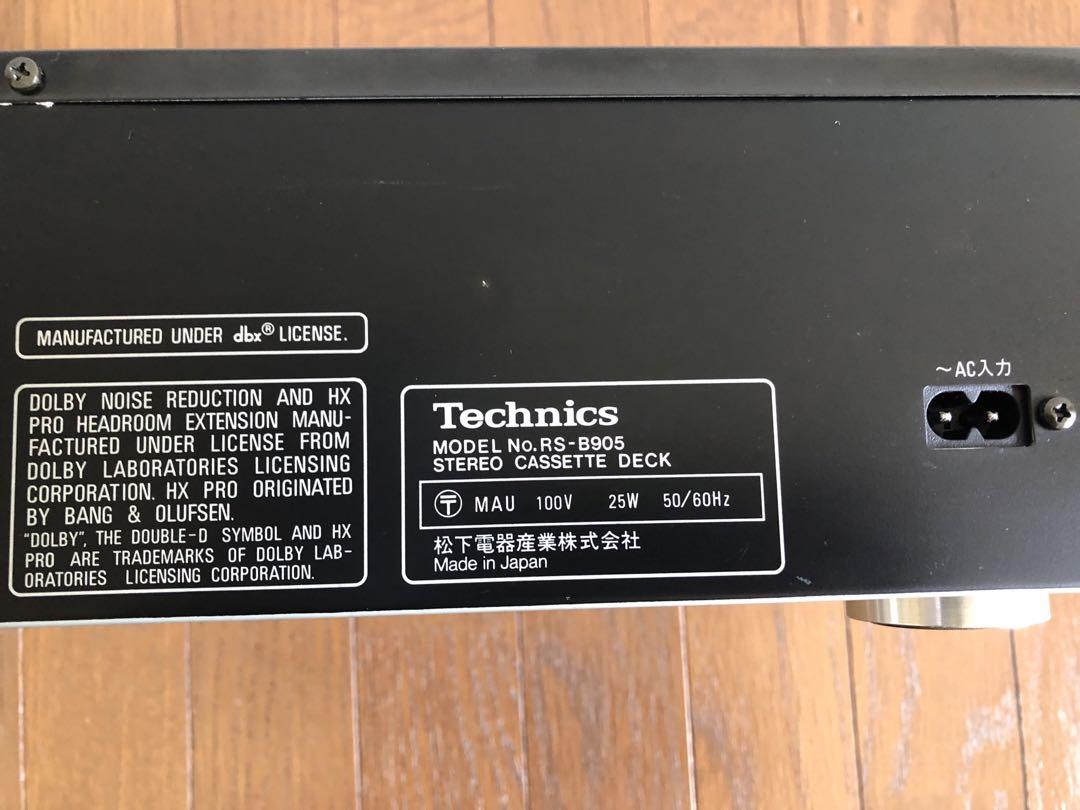 MANUFACTURED UNDER dbx® LICENSE.
DOLBY NOISE REDUCTION AND HX
PRO HEADROOM EXTENSION MANU-
FACTURED UNDER LICENSE FROM
DOLBY LABORATORIES LICENSING
CORPORATION. HX PRO ORIGINATED
BY BANG & OLUFSEN.
"DOLBY", THE DOUBLE-D SYMBOL AND HX
PRO ARE TRADEMARKS OF DOLBY LAB-
ORATORIES LICENSING CORPORATION.
Technics
MODEL No. RS-B905
STEREO CASSETTE DECK
〶 MAU 100V 25W 50/60Hz
松下電器産業株式会社
Made in Japan
～AC入力